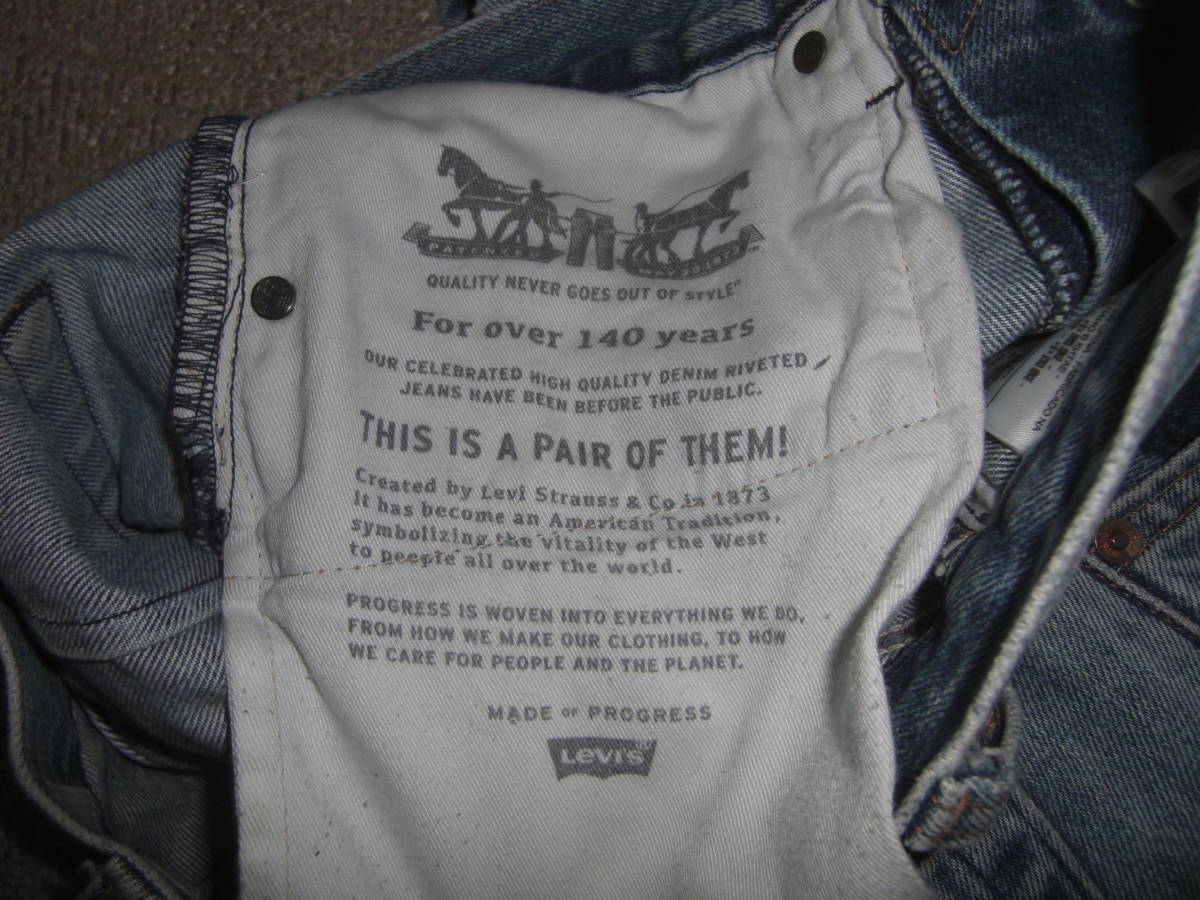 QUALITY NEVER GOES OUT OF STYLE"
For over 140 years
OUR CELEBRATED HIGH QUALITY DENIM RIVETED
JEANS HAVE BEEN BEFORE THE PUBLIC.
THIS IS A PAIR OF THEM!
Created by Levi Strauss & Co in 1873
It has become an American Tradition,
symbolizing the vitality of the West
to people all over the world.
PROGRESS IS WOVEN INTO EVERYTHING WE DO,
FROM HOW WE MAKE OUR CLOTHING, TO HOW
WE CARE FOR PEOPLE AND THE PLANET.
MADE OF PROGRESS
LEVI'S®